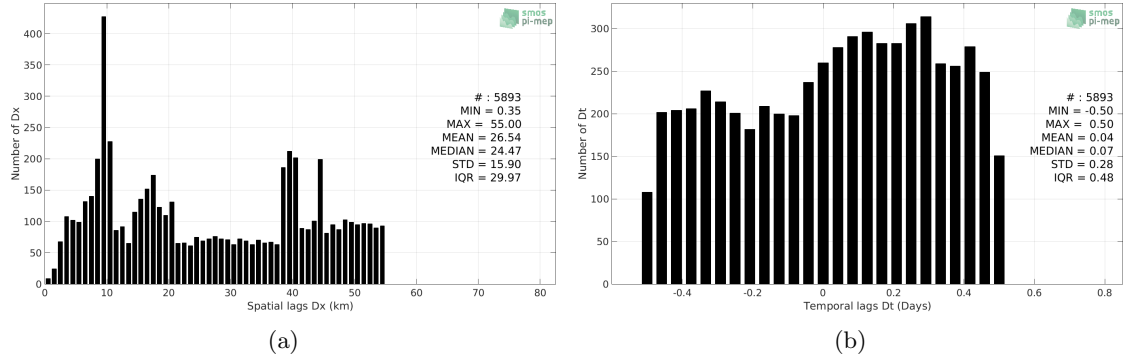 smos
pi-mep
Number of Dx
400
350
300
250
200
150
100
50
0
# : 5893
MIN = 0.35
MAX = 55.00
MEAN = 26.54
MEDIAN = 24.47
STD = 15.90
IQR = 29.97
0 10 20 30 40 50 60 70 80
Spatial lags Dx (km)
(a)
smos
pi-mep
Number of Dt
300
250
200
150
100
50
0
# : 5893
MIN = -0.50
MAX = 0.50
MEAN = 0.04
MEDIAN = 0.07
STD = 0.28
IQR = 0.48
-0.4 -0.2 0 0.2 0.4 0.6 0.8
Temporal lags Dt (Days)
(b)